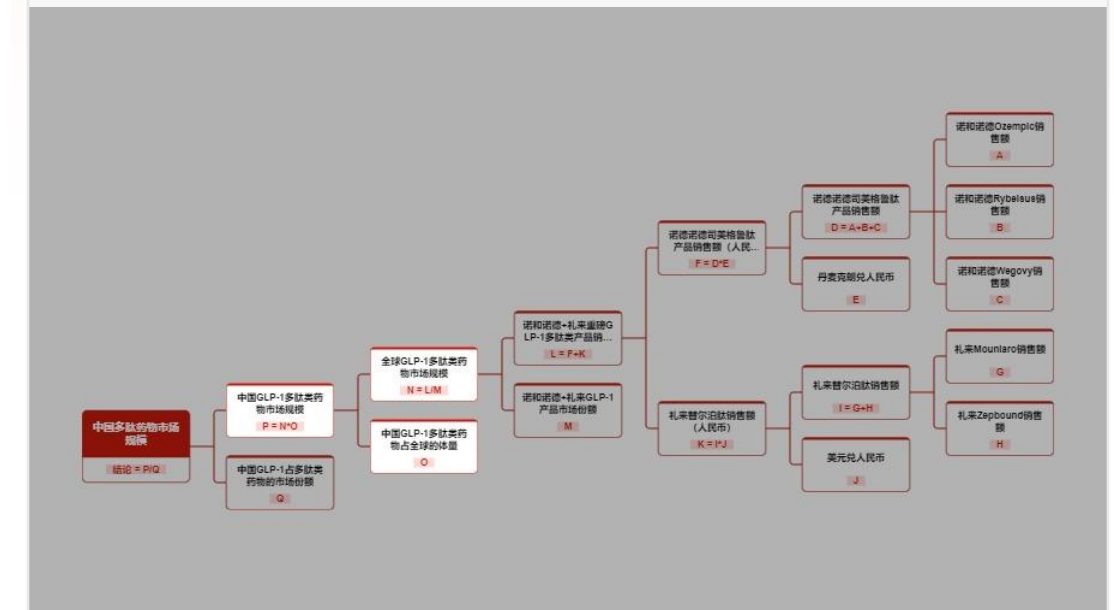 中国多肽药物市场
规模
结论 = P/Q
中国GLP-1多肽类药
物市场规模
P = N*O
中国GLP-1占多肽类
药物的市场份额
Q
全球GLP-1多肽类药
物市场规模
N = L/M
中国GLP-1多肽类药
物占全球的体量
O
诺和诺德+礼来重磅G
LP-1多肽类产品销...
L = F+K
诺和诺德+礼来GLP-1
产品市场份额
M
诺德诺德司美格鲁肽
产品销售额（人民...
F = D*E
礼来替尔泊肽销售额
（人民币）
K = I*J
诺德诺德司美格鲁肽
产品销售额
D = A+B+C
丹麦克朗兑人民币
E
礼来替尔泊肽销售额
I = G+H
美元兑人民币
J
诺和诺德Ozempic销
售额
A
诺和诺德Rybelsus销
售额
B
诺和诺德Wegovy销
售额
C
礼来Mounlaro销售额
G
礼来Zepbound销售
额
H